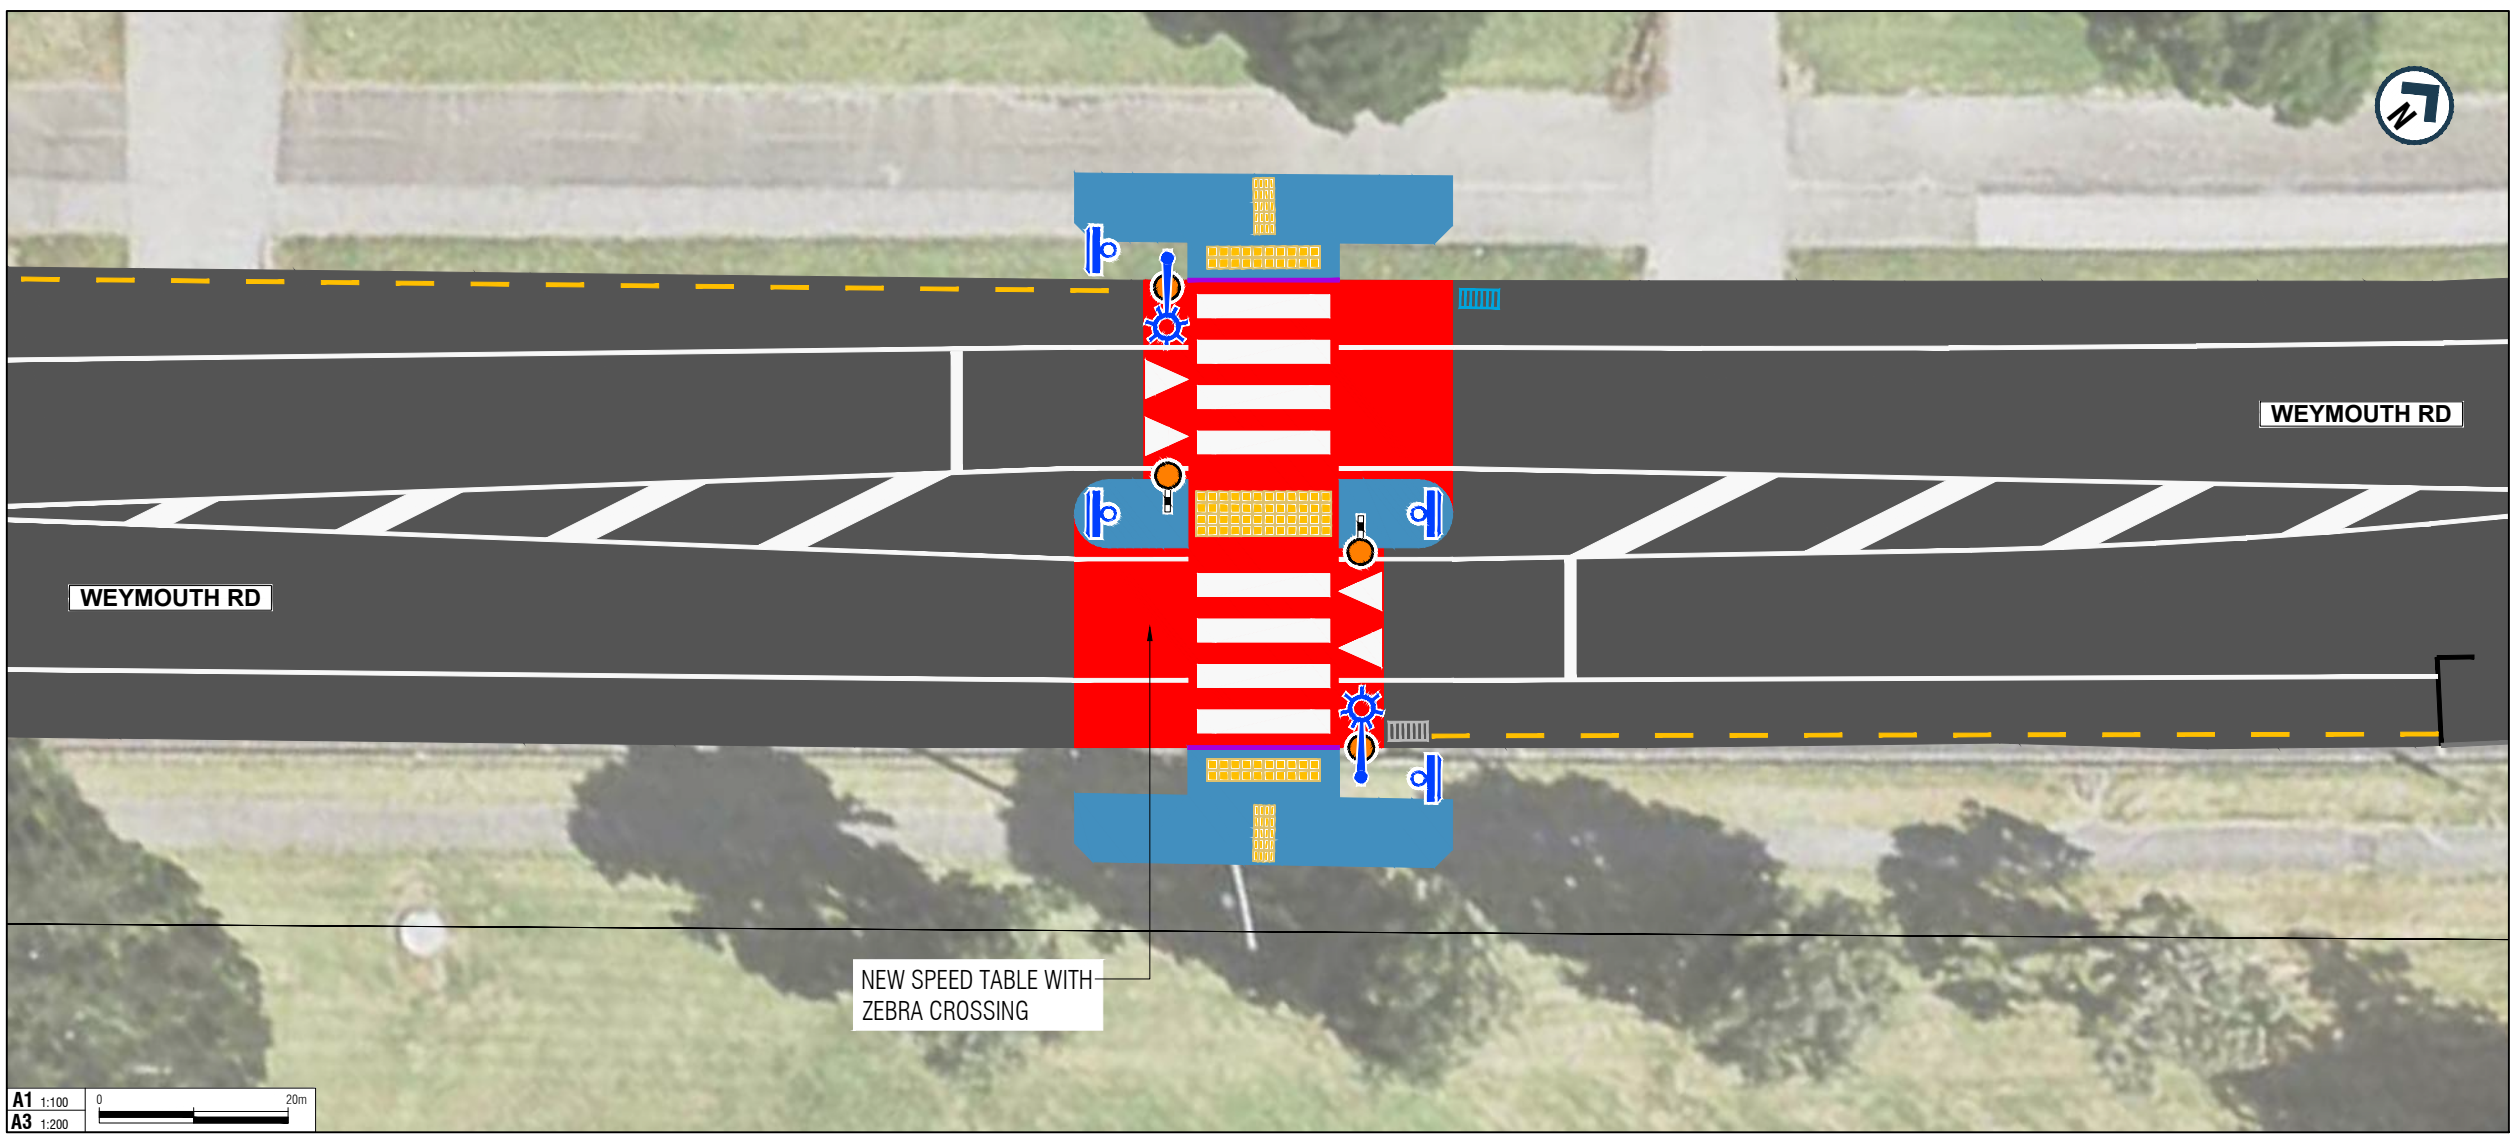 N
WEYMOUTH RD
WEYMOUTH RD
NEW SPEED TABLE WITH
ZEBRA CROSSING
A1 1:100
A3 1:200
0 20m